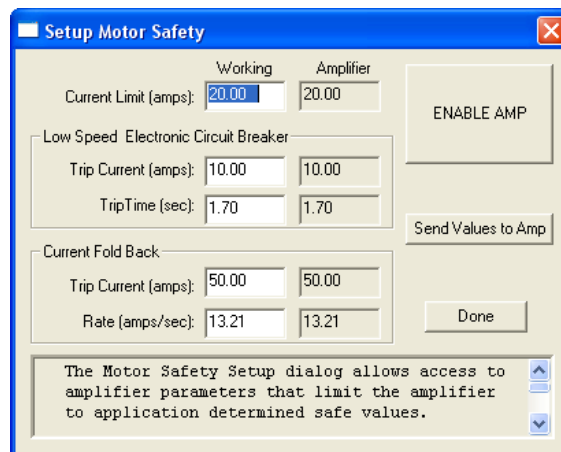 Setup Motor Safety
Working Amplifier
Current Limit (amps): 20.00 20.00
ENABLE AMP
Low Speed Electronic Circuit Breaker
Trip Current (amps): 10.00 10.00
TripTime (sec): 1.70 1.70
Send Values to Amp
Current Fold Back
Trip Current (amps): 50.00 50.00
Rate (amps/sec): 13.21 13.21
Done
The Motor Safety Setup dialog allows access to
amplifier parameters that limit the amplifier
to application determined safe values.